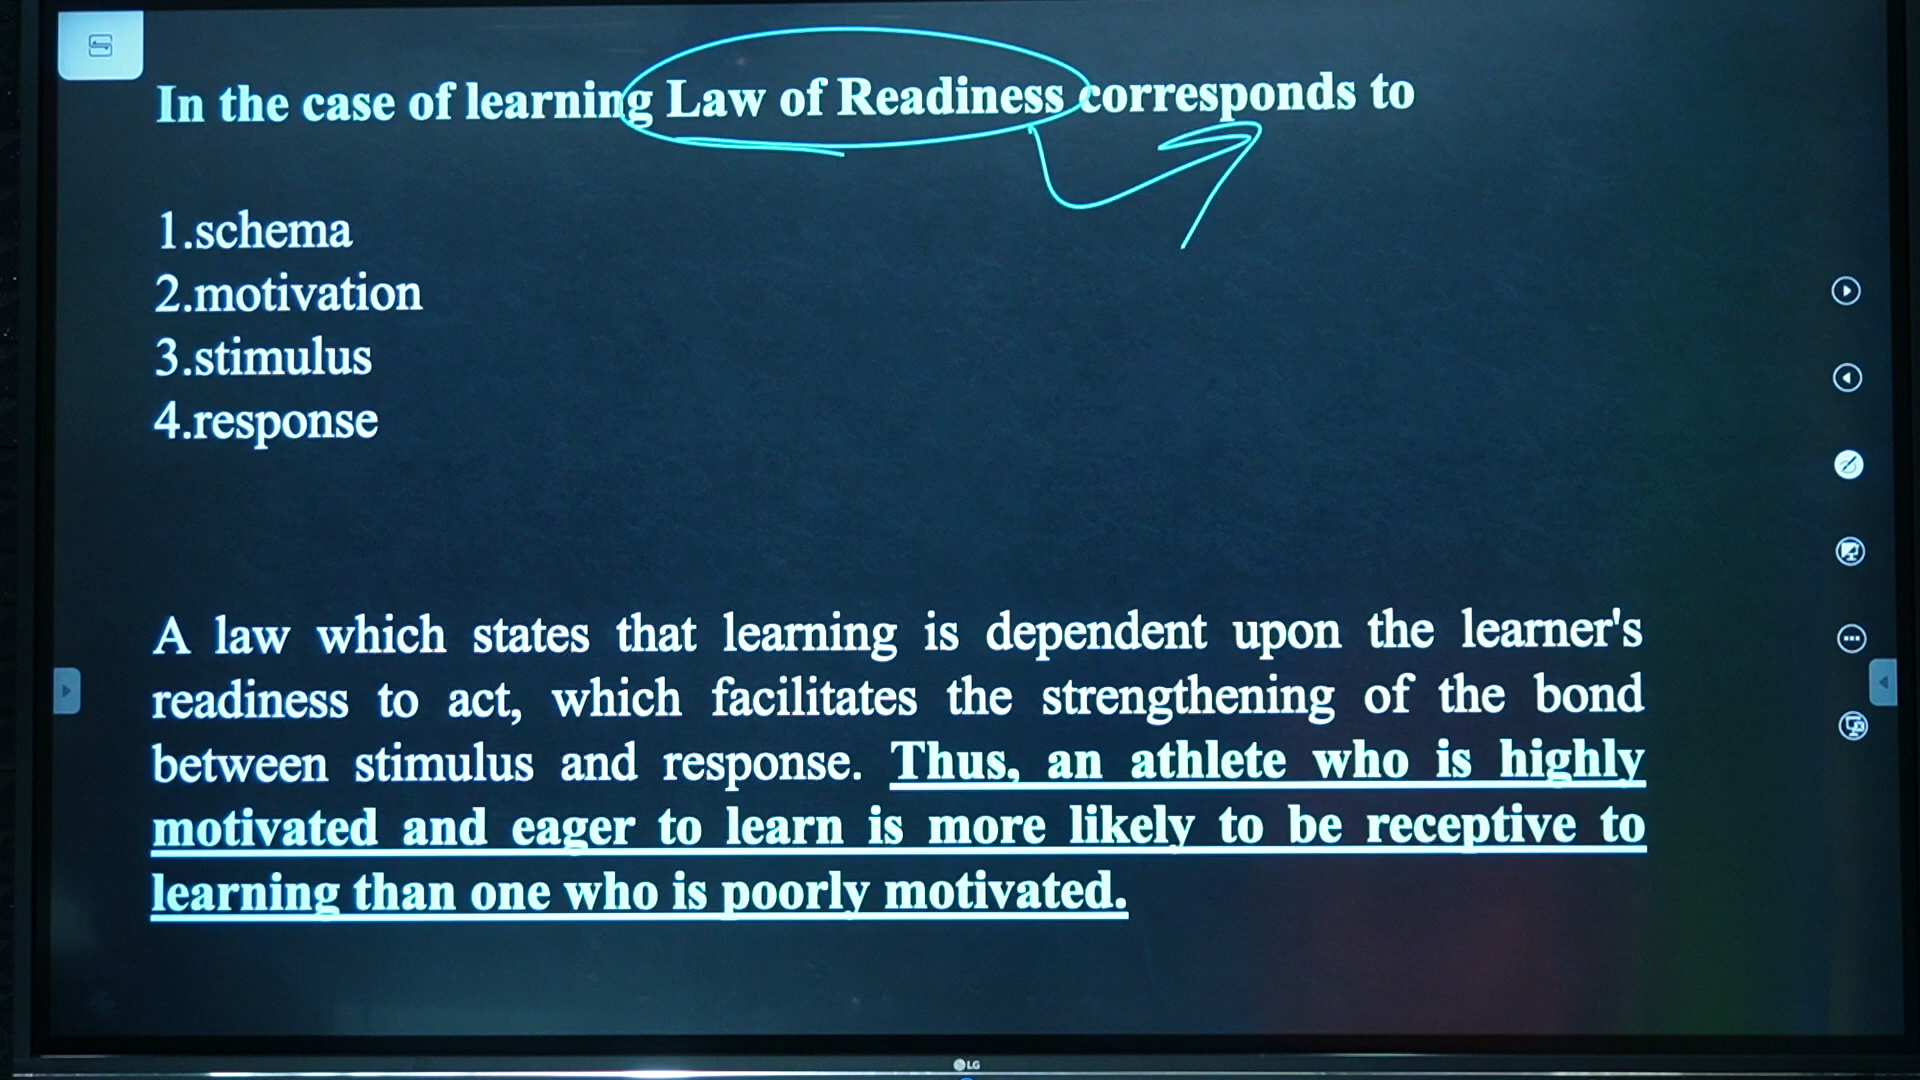 In the case of learning Law of Readiness corresponds to
1.schema
2.motivation
3.stimulus
4.response
A law which states that learning is dependent upon the learner's
readiness to act, which facilitates the strengthening of the bond
between stimulus and response. Thus, an athlete who is highly
motivated and eager to learn is more likely to be receptive to
learning than one who is poorly motivated.
LG